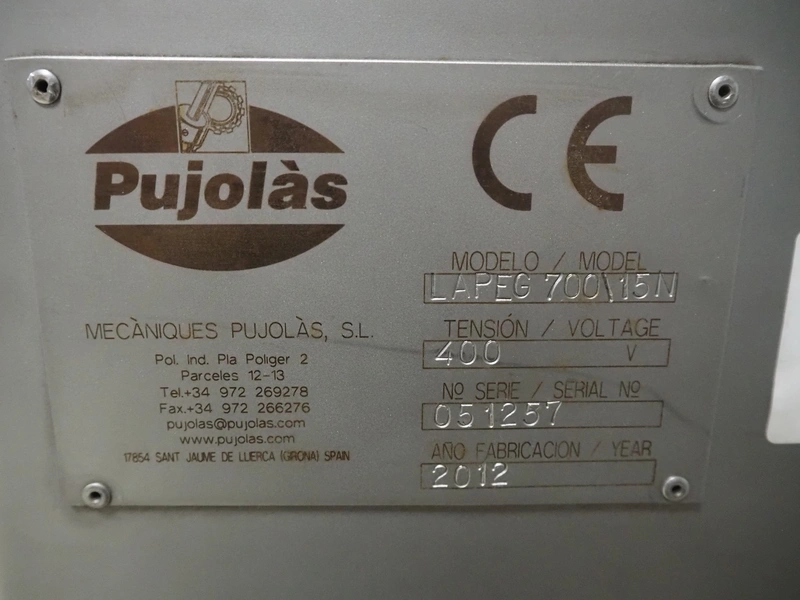 Pujolàs
CE
MODELO / MODEL
LAPEG 700\15N
MECÀNIQUES PUJOLÀS, S.L.
TENSIÓN / VOLTAGE
400 V
Pol. Ind. Pla Poliger 2
Parceles 12-13
Tel.+34 972 269278
Fax.+34 972 266276
pujolas@pujolas.com
www.pujolas.com
17854 SANT JAUME DE LLIERCA (GIRONA) SPAIN
Nº SERIE / SERIAL Nº
051257
AÑO FABRICACION / YEAR
2012